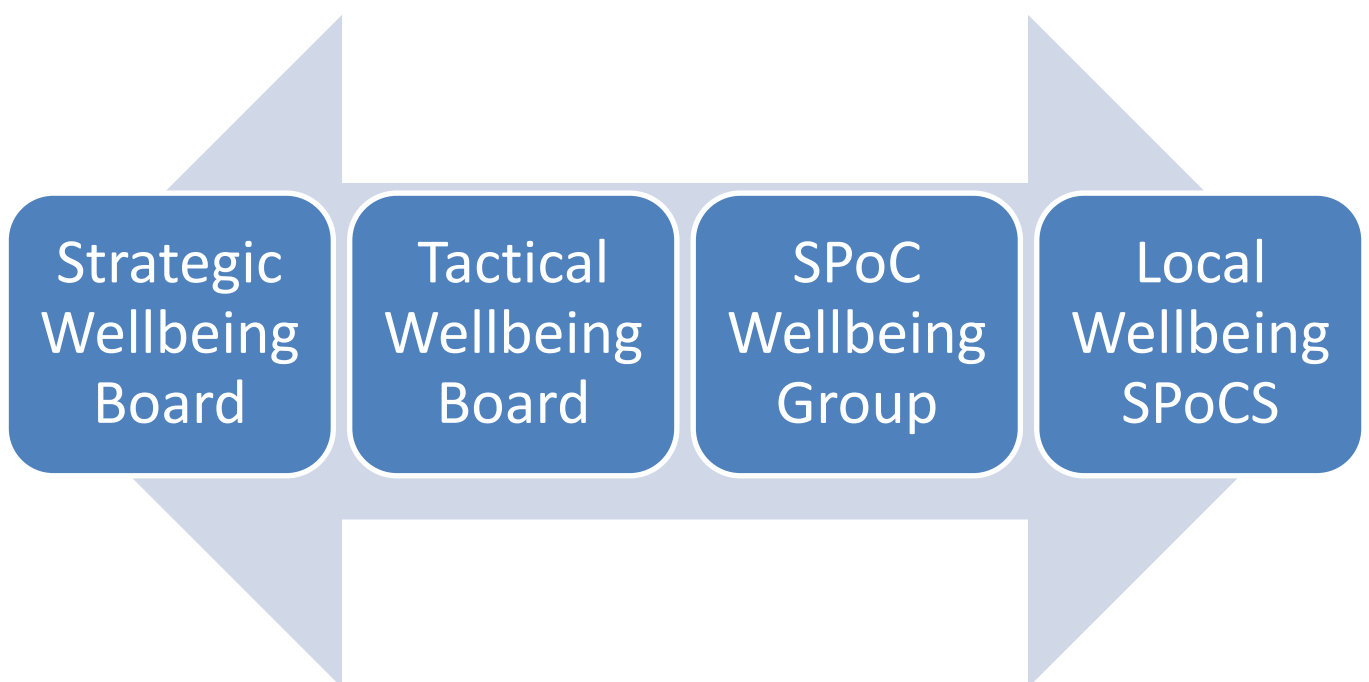 Strategic
Wellbeing
Board
Tactical
Wellbeing
Board
SPoC
Wellbeing
Group
Local
Wellbeing
SPoCS